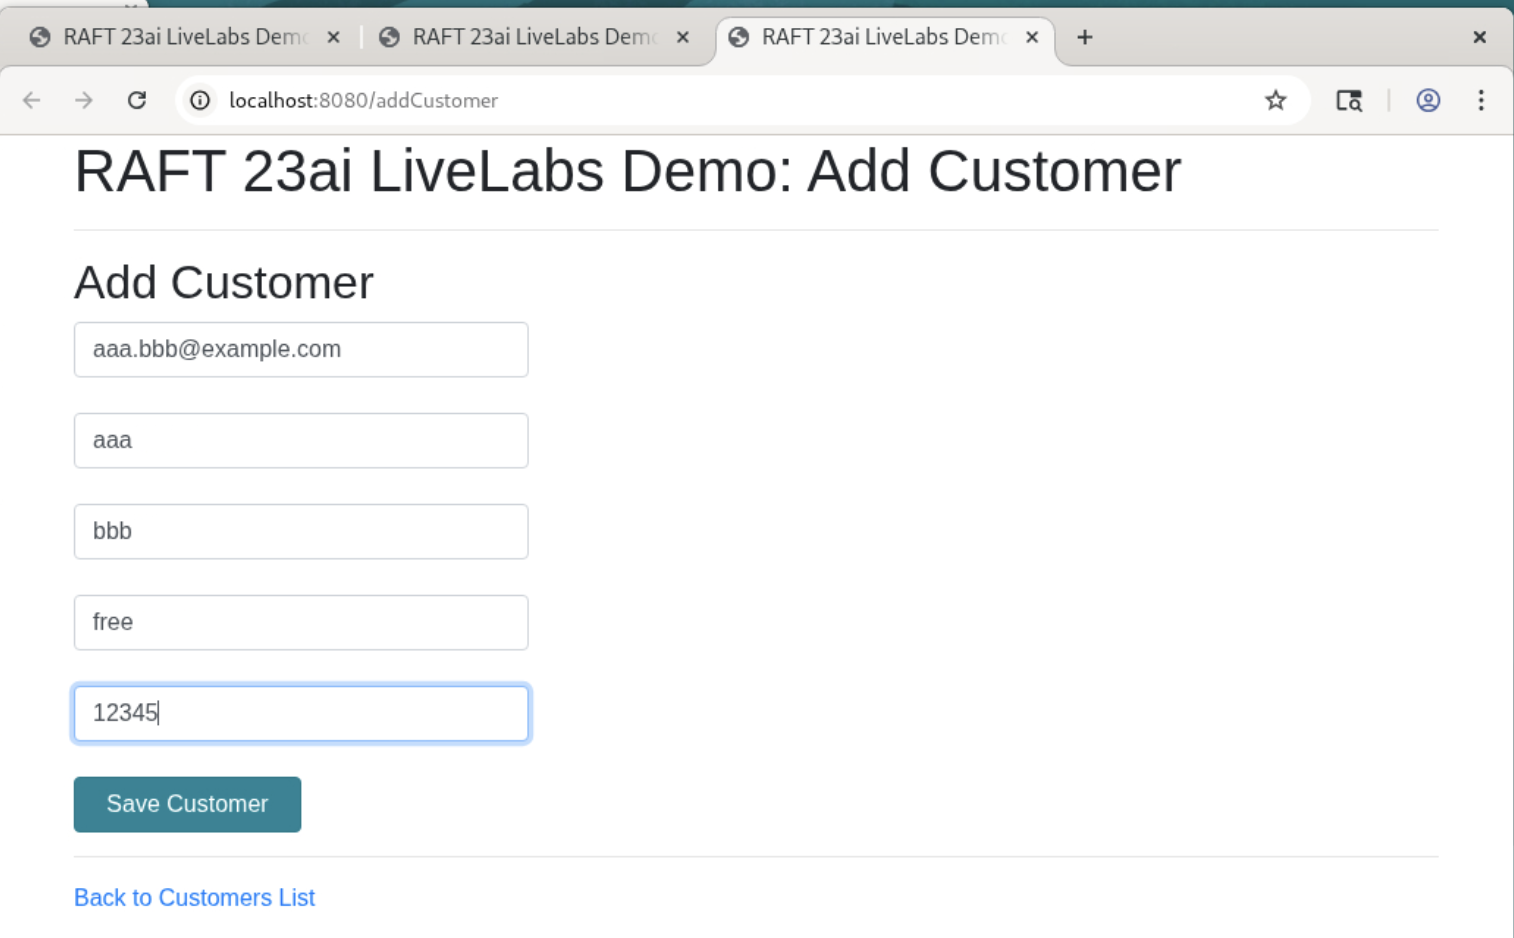 RAFT 23ai LiveLabs Demo
RAFT 23ai LiveLabs Demo
RAFT 23ai LiveLabs Demo
localhost:8080/addCustomer
RAFT 23ai LiveLabs Demo: Add Customer
Add Customer
aaa.bbb@example.com
aaa
bbb
free
12345
Save Customer
Back to Customers List